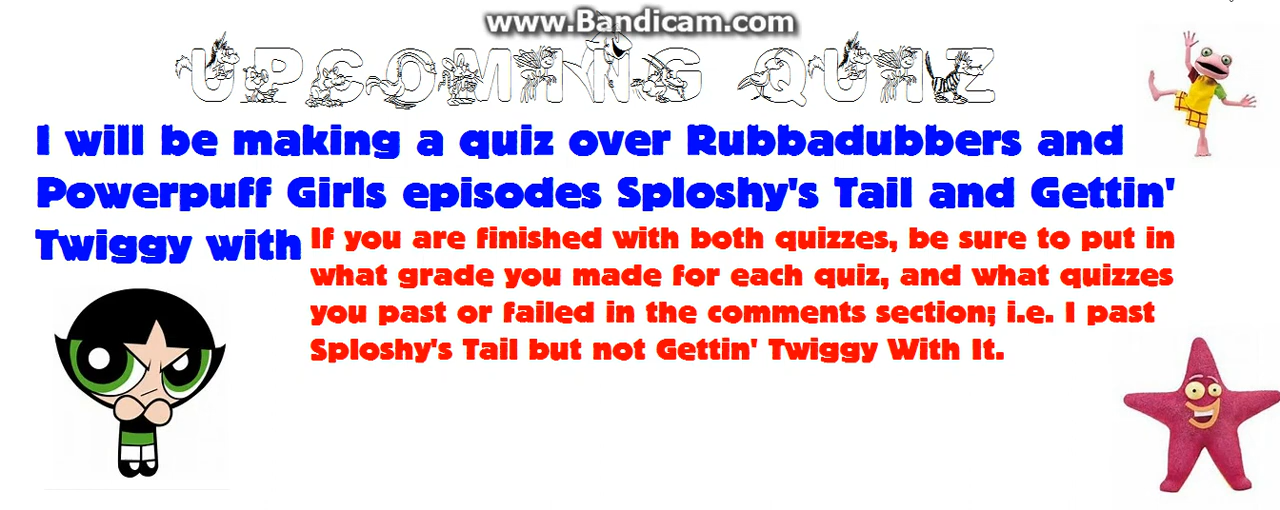 www.Bandicam.com
UPCOMING QUIZ
I will be making a quiz over Rubbadubbers and
Powerpuff Girls episodes Sploshy's Tail and Gettin'
Twiggy with
If you are finished with both quizzes, be sure to put in
what grade you made for each quiz, and what quizzes
you past or failed in the comments section; i.e. I past
Sploshy's Tail but not Gettin' Twiggy With It.